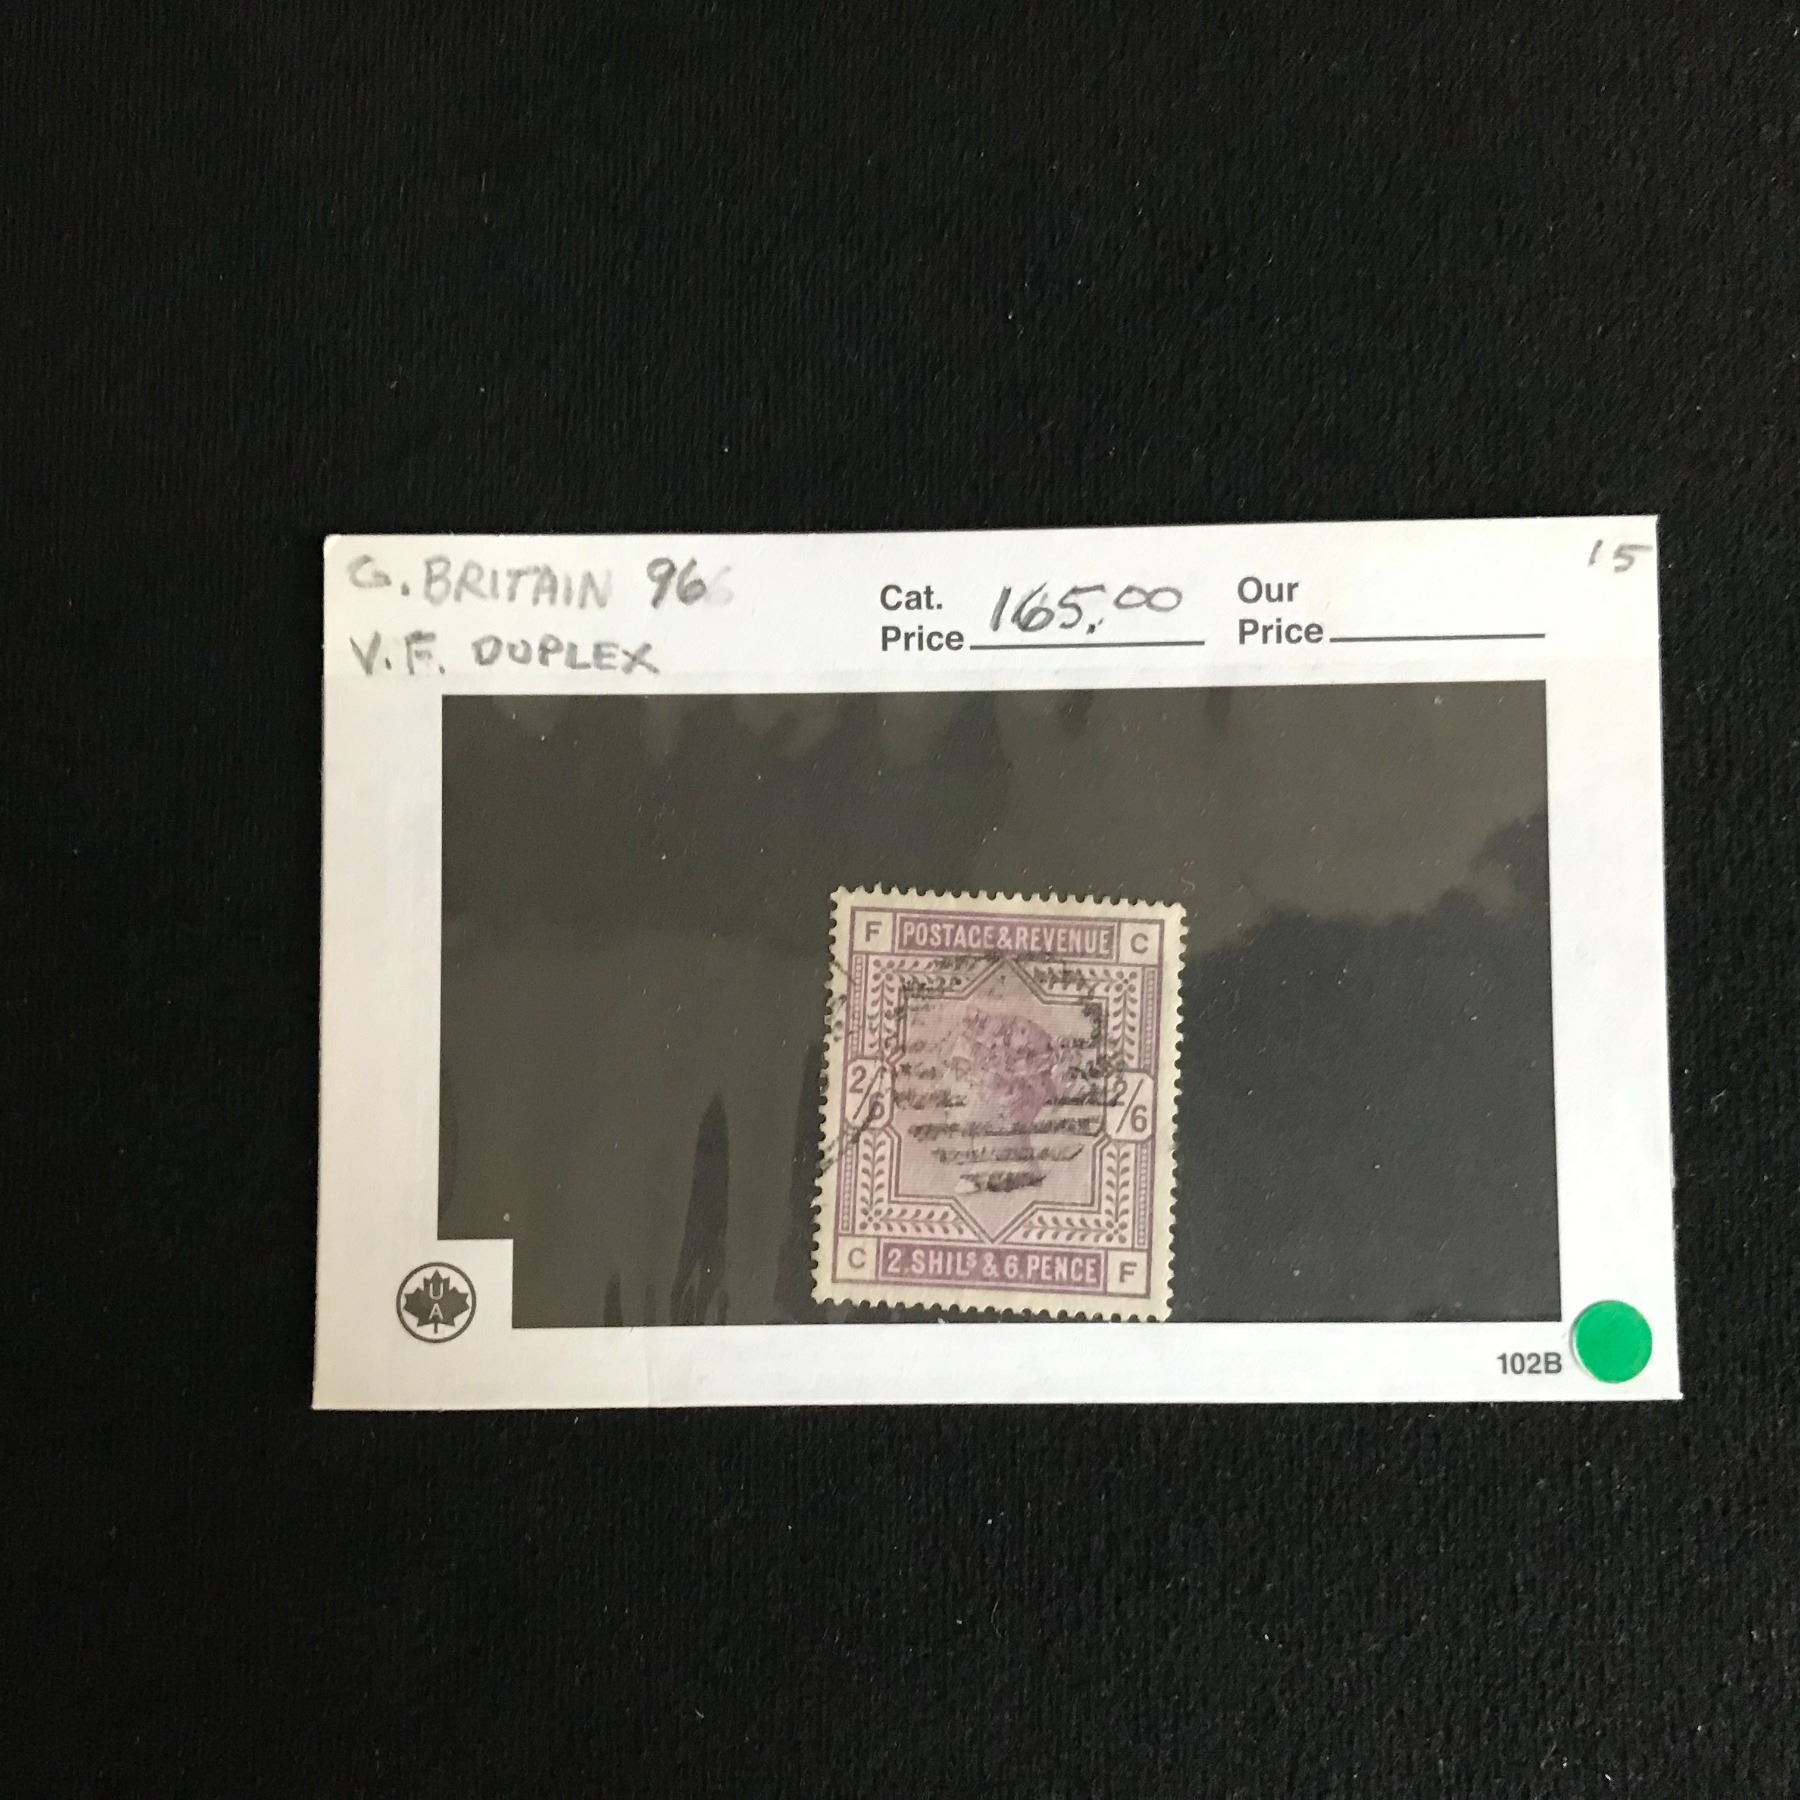 G. BRITAIN 96
V.F. DUPLEX
Cat.
Price 165.00
Our
Price
15
F POSTAGE & REVENUE C
2/6 2/6
C 2.SHILS & 6.PENCE F
UAT
102B